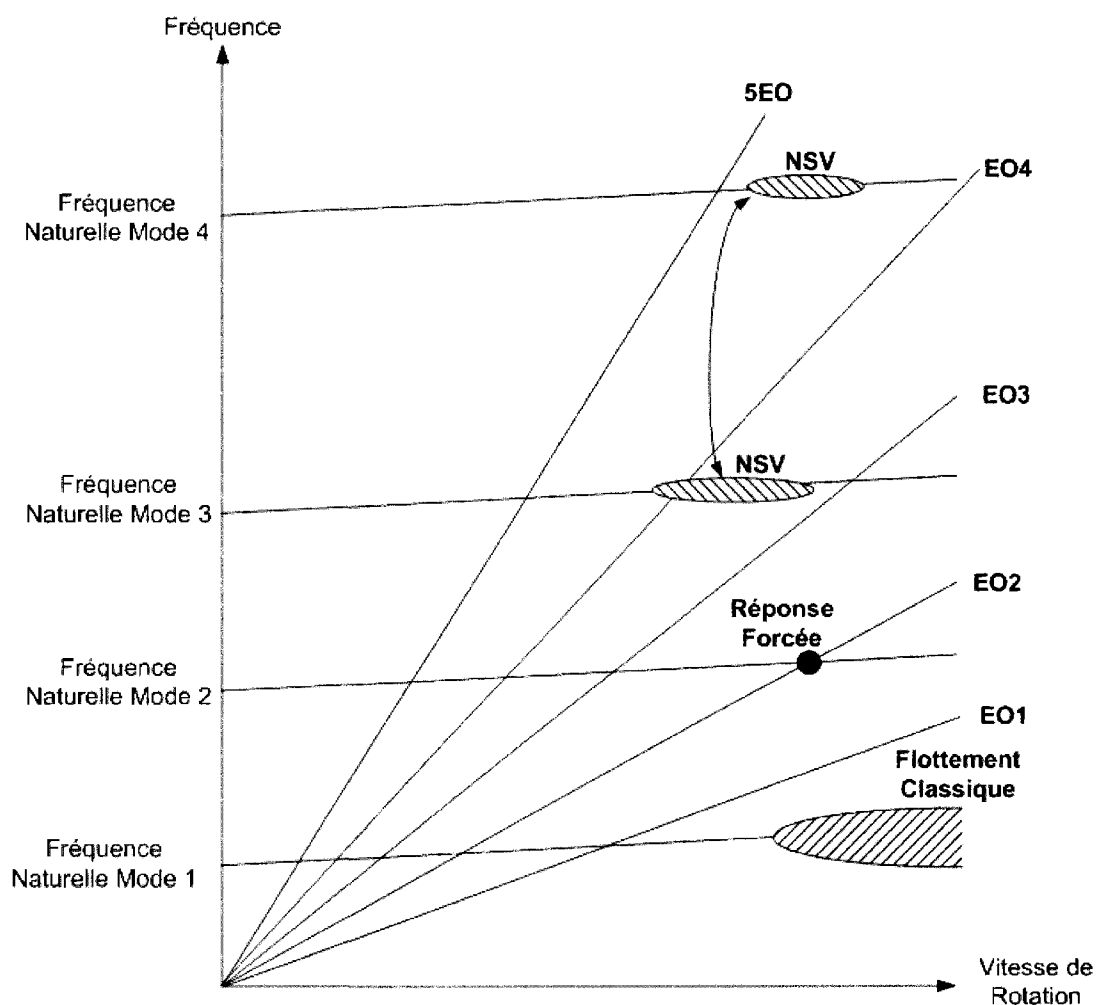 Fréquence
5EO
NSV
EO4
Fréquence
Naturelle Mode 4
EO3
NSV
Fréquence
Naturelle Mode 3
EO2
Réponse
Forcée
Fréquence
Naturelle Mode 2
EO1
Flottement
Classique
Fréquence
Naturelle Mode 1
Vitesse de
Rotation